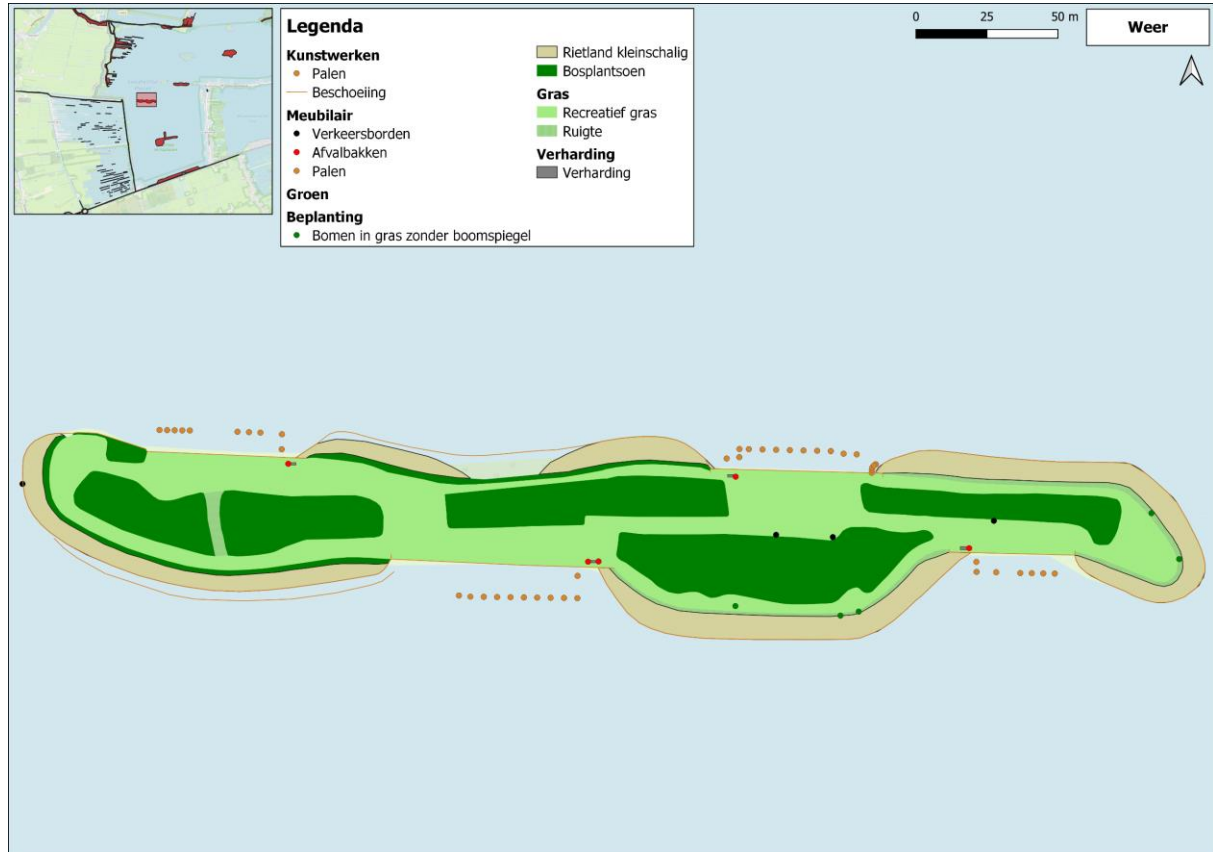 Legenda
Kunstwerken
Palen
Beschoeiing
Meubilair
Verkeersborden
Afvalbakken
Palen
Groen
Beplanting
Bomen in gras zonder boomspiegel
Rietland kleinschalig
Bosplantsoen
Gras
Recreatief gras
Ruigte
Verharding
Verharding
0 25 50 m
Weer